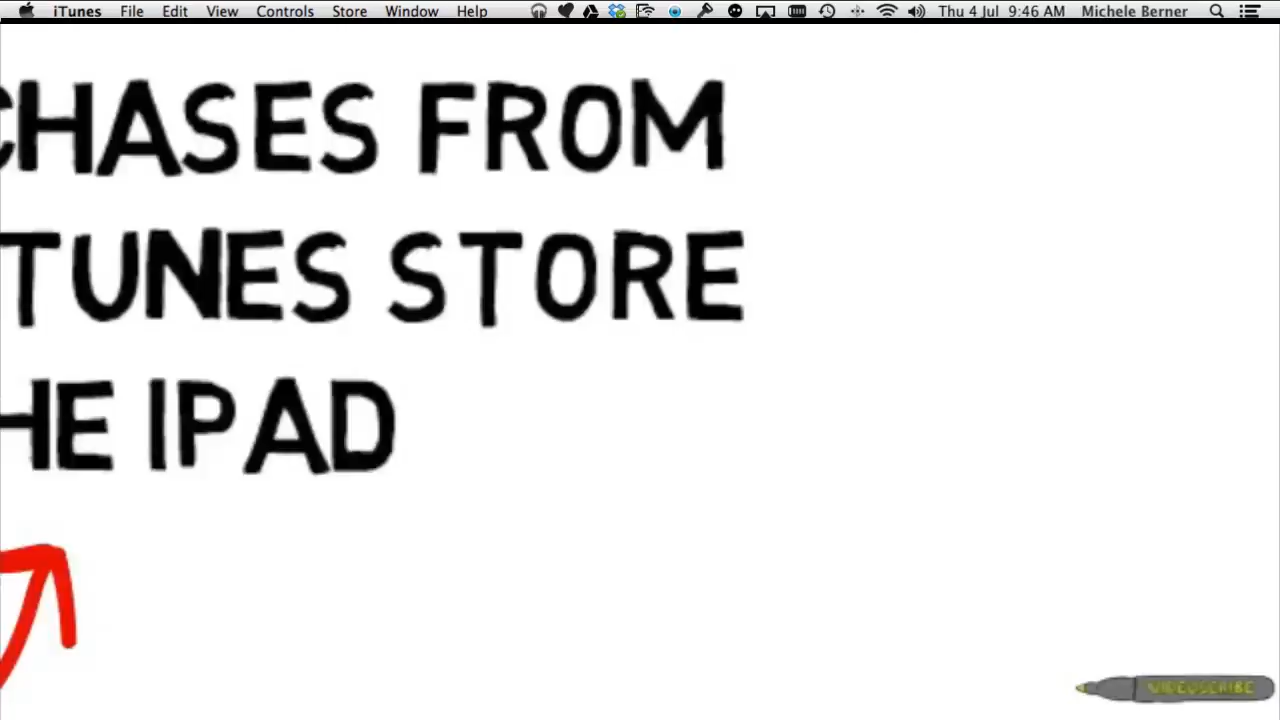 iTunes File Edit View Controls Store Window Help Thu 4 Jul 9:46 AM Michele Berner
CHASES FROM
TUNES STORE
HE IPAD
VIDEOSCRIBE